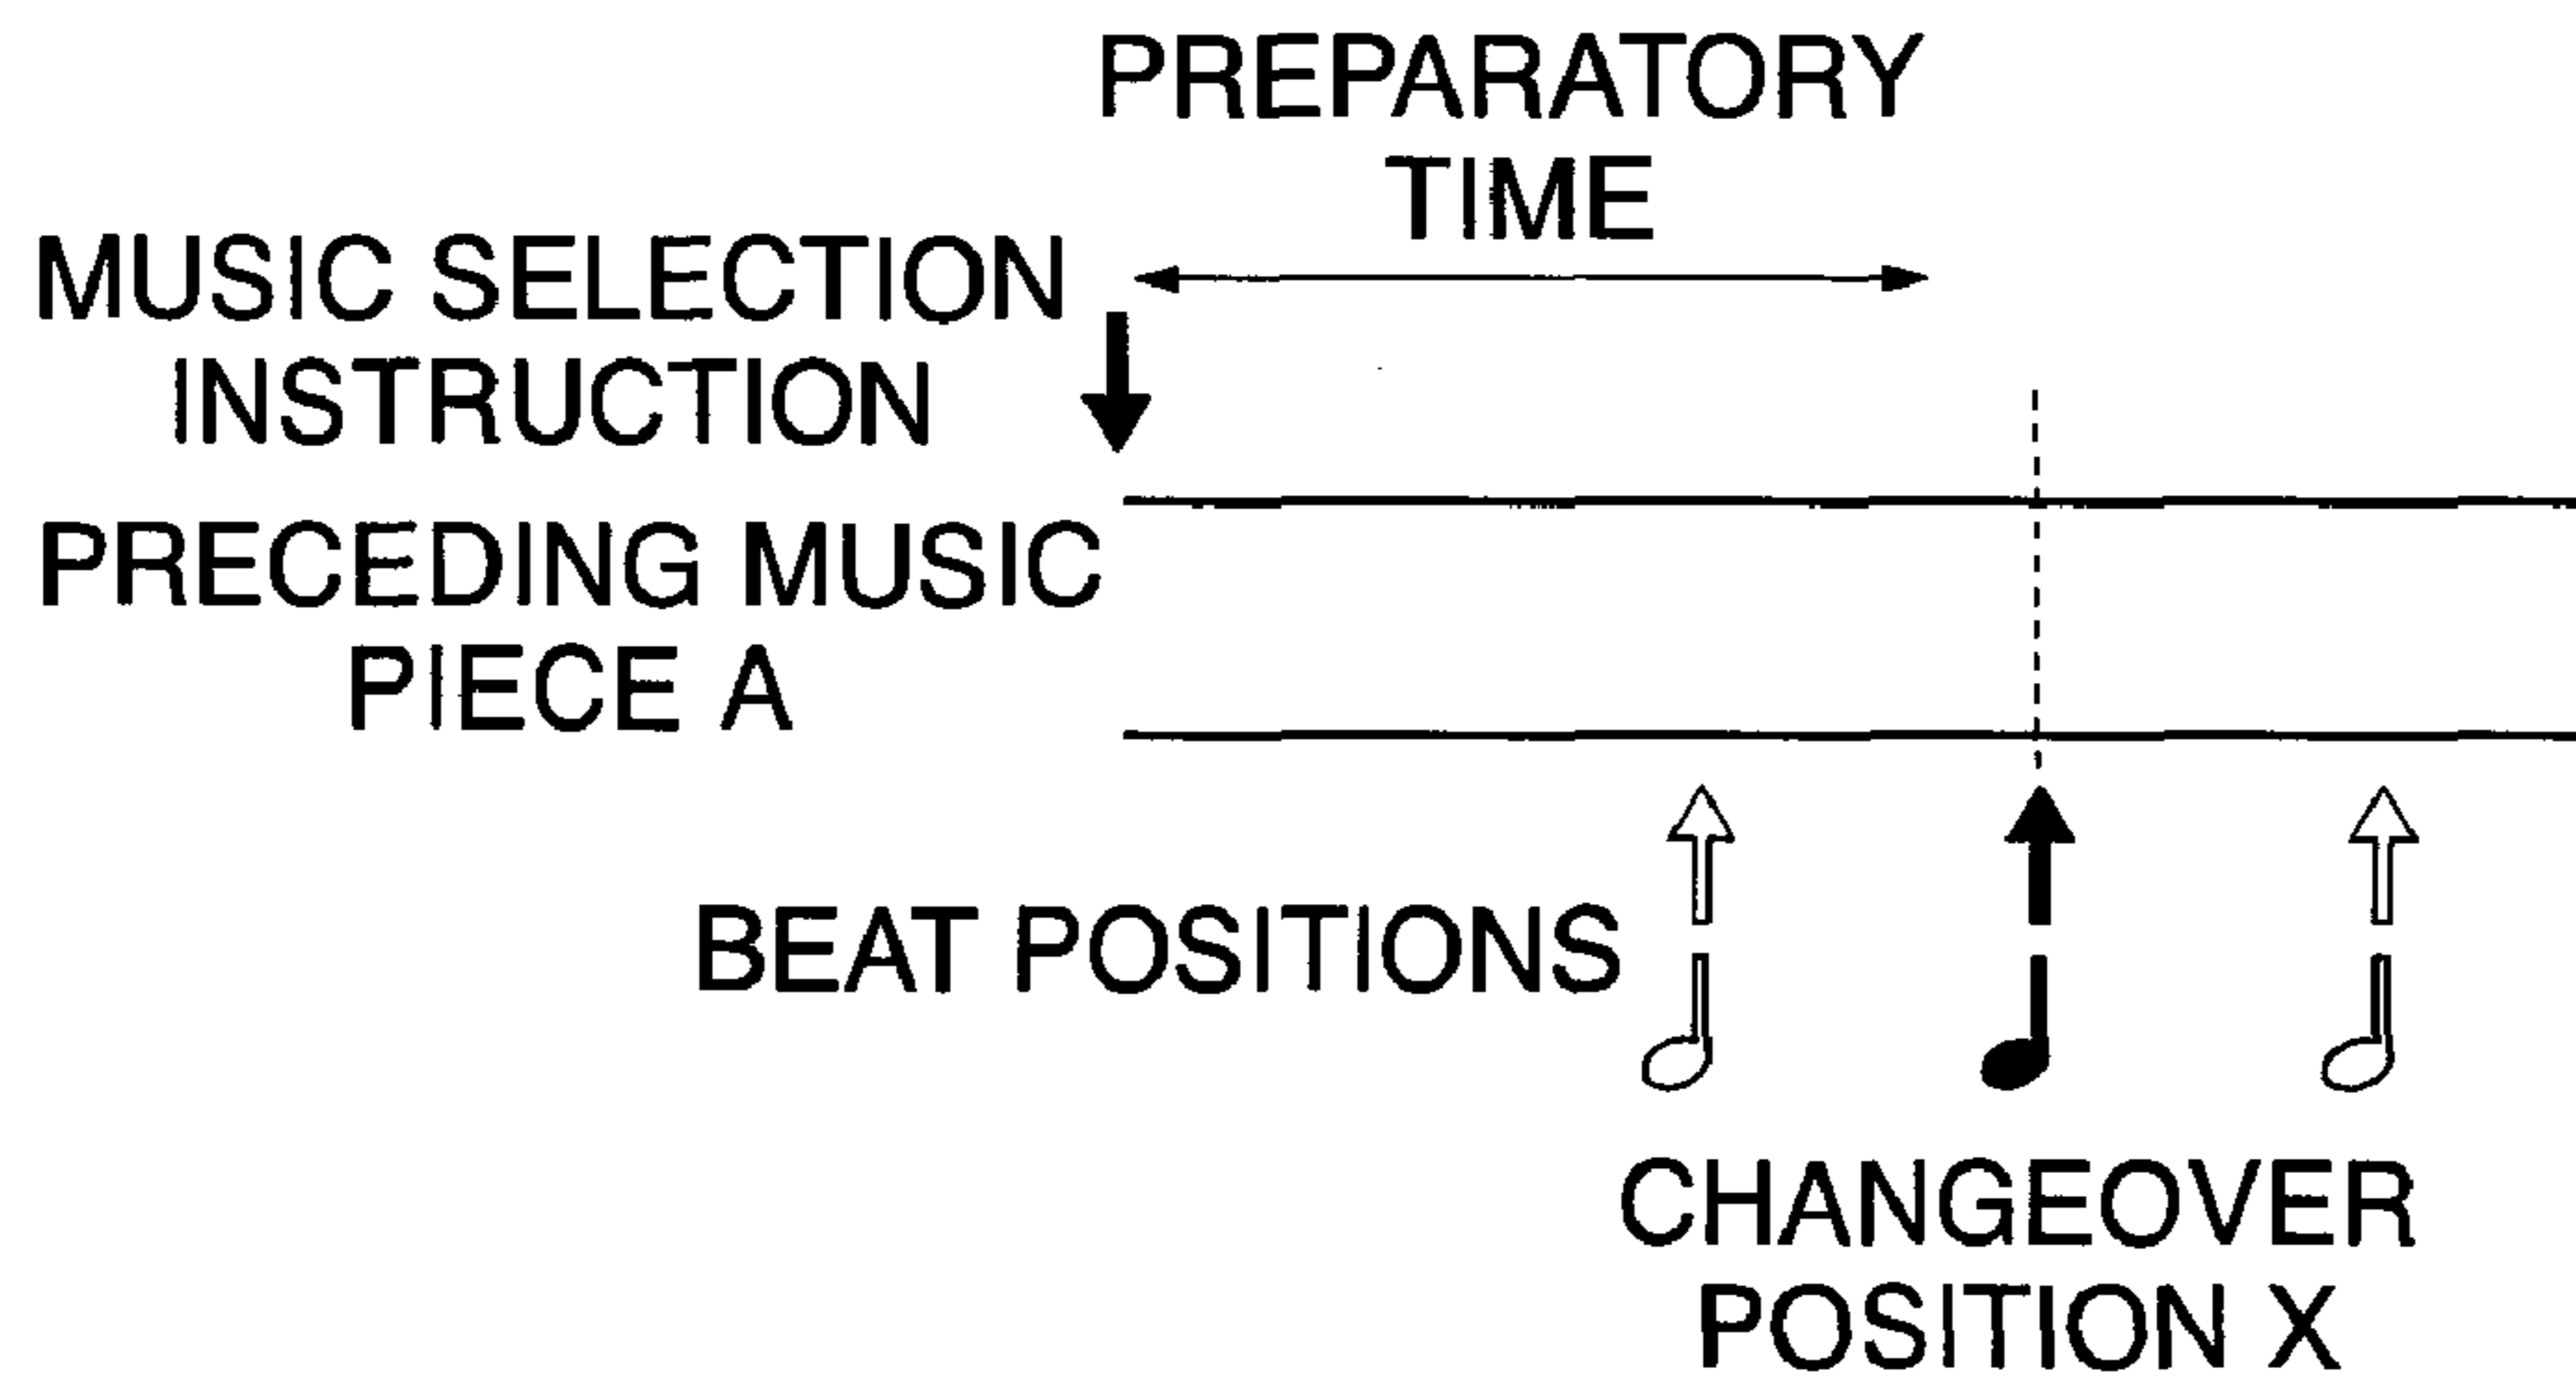 PREPARATORY
TIME
MUSIC SELECTION
INSTRUCTION
PRECEDING MUSIC
PIECE A
BEAT POSITIONS
CHANGEOVER
POSITION X